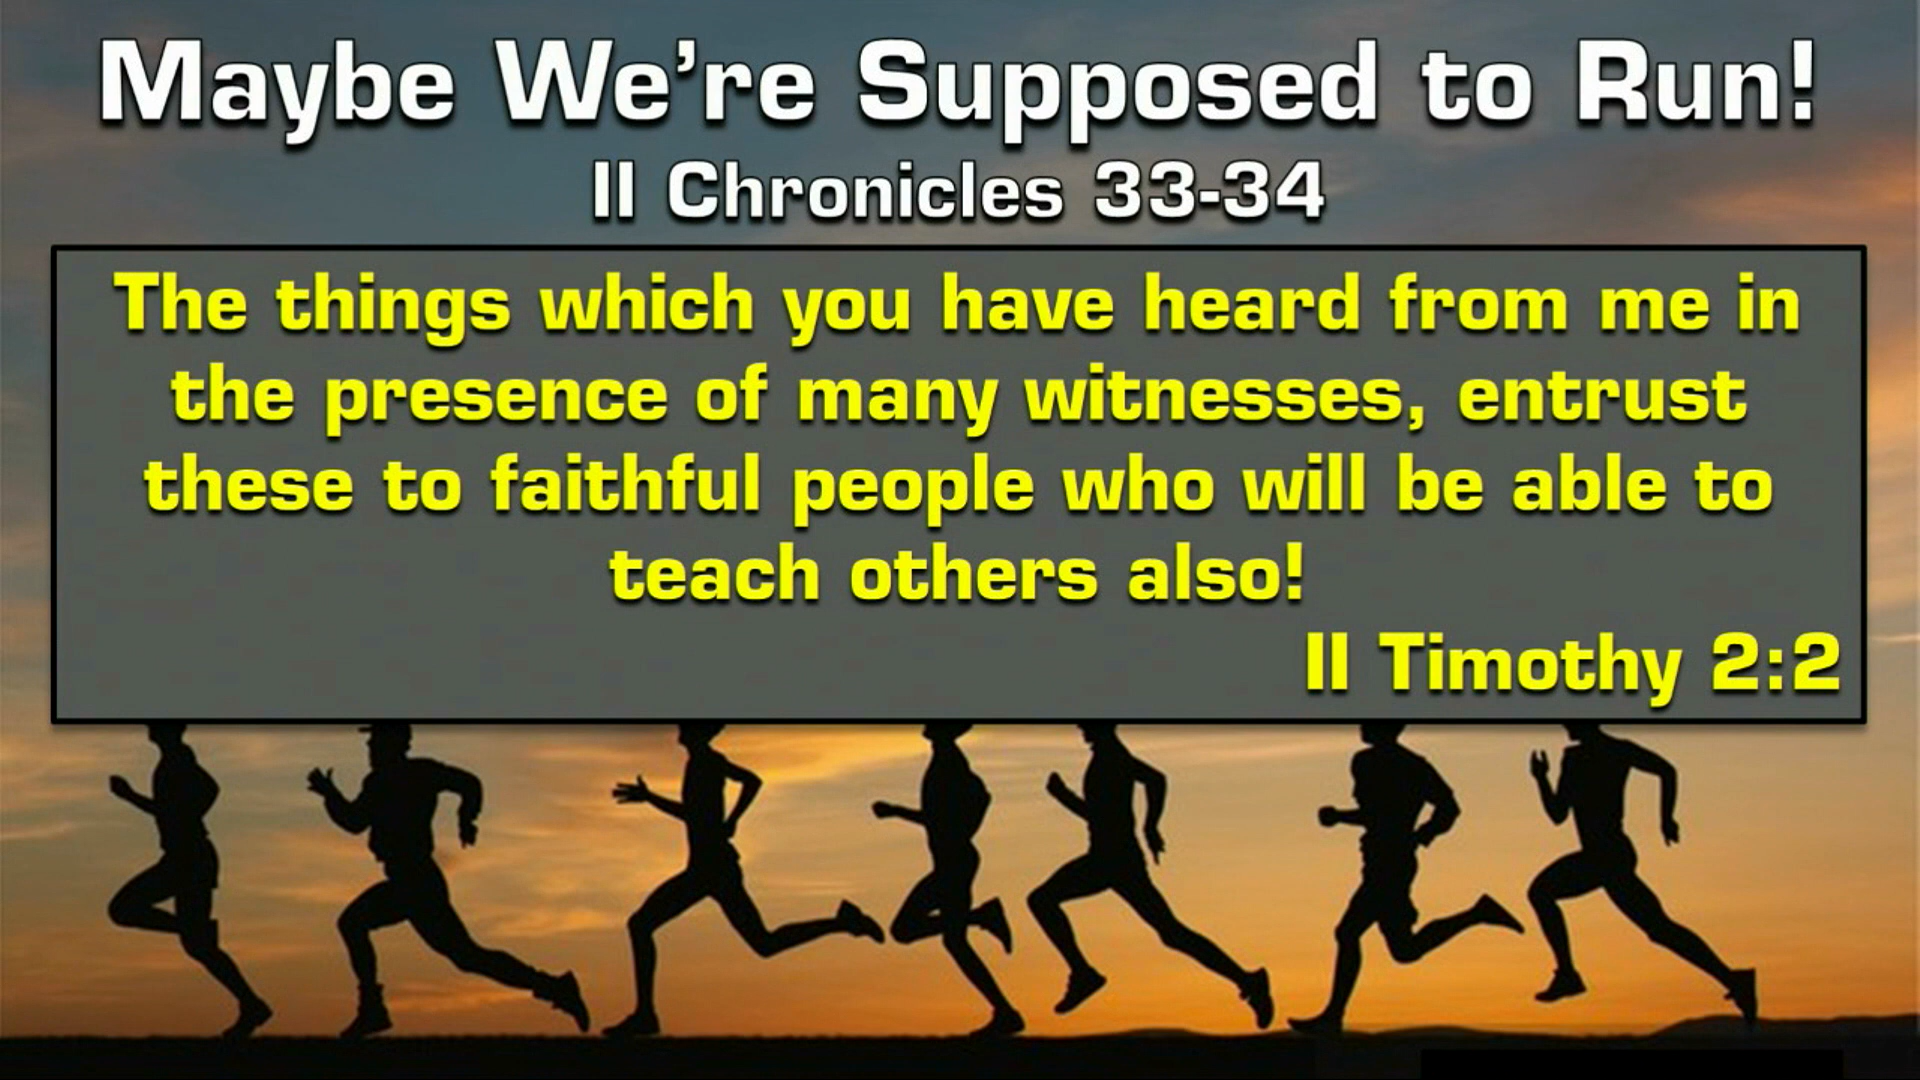 Maybe We're Supposed to Run!
II Chronicles 33-34
The things which you have heard from me in
the presence of many witnesses, entrust
these to faithful people who will be able to
teach others also!
II Timothy 2:2